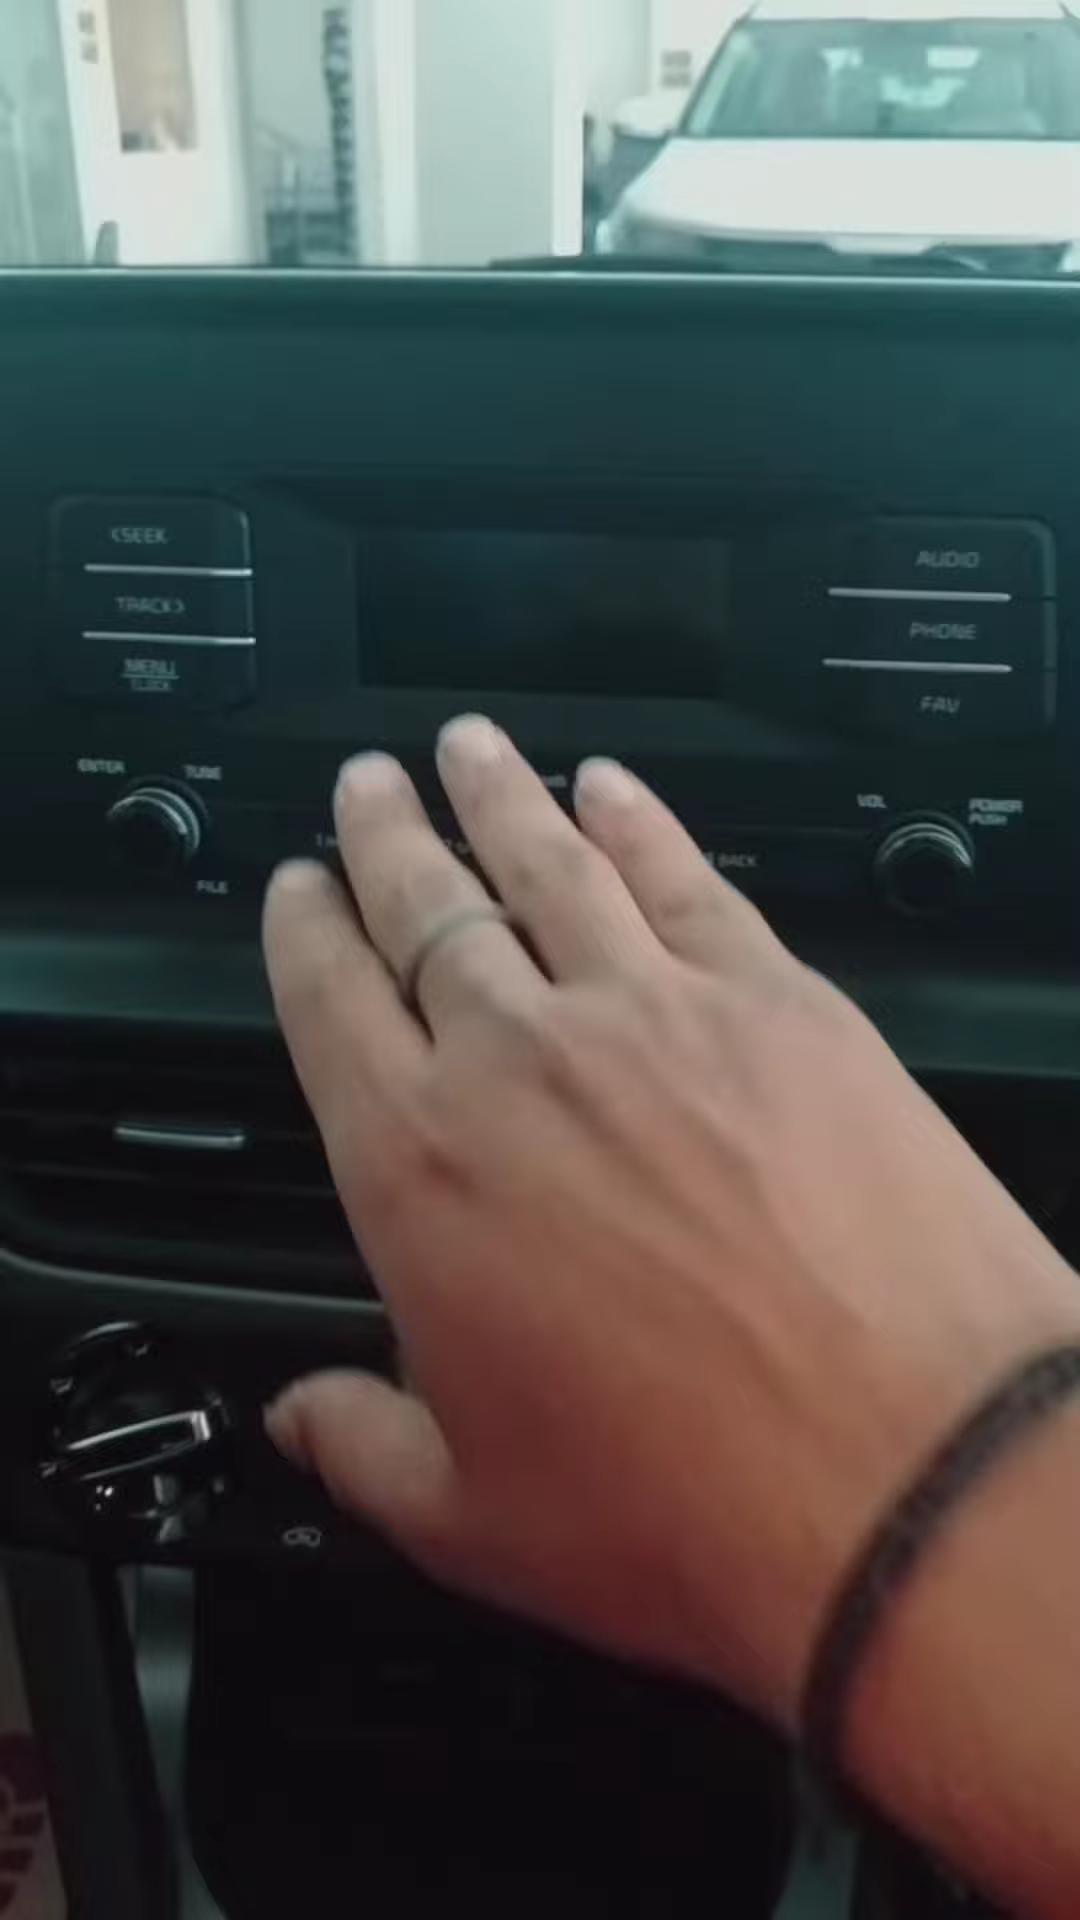 <SEEK
AUDIO
TRACK>
PHONE
MENU
CLOCK
FAV
ENTER
TUNE
VOL
POWER
PUSH
BACK
FILE